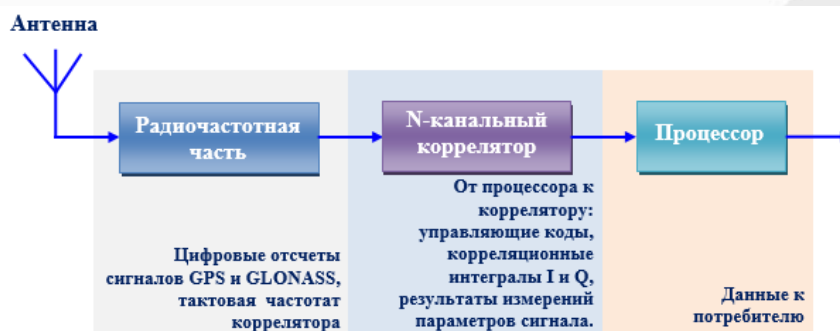 Антенна
Радиочастотная
часть
N-канальный
коррелятор
Процессор
Цифровые отсчеты
сигналов GPS и GLONASS,
тактовая частотат
коррелятора
От процессора к
коррелятору:
управляющие коды,
корреляционные
интегралы I и Q,
результаты измерений
параметров сигнала.
Данные к
потребителю